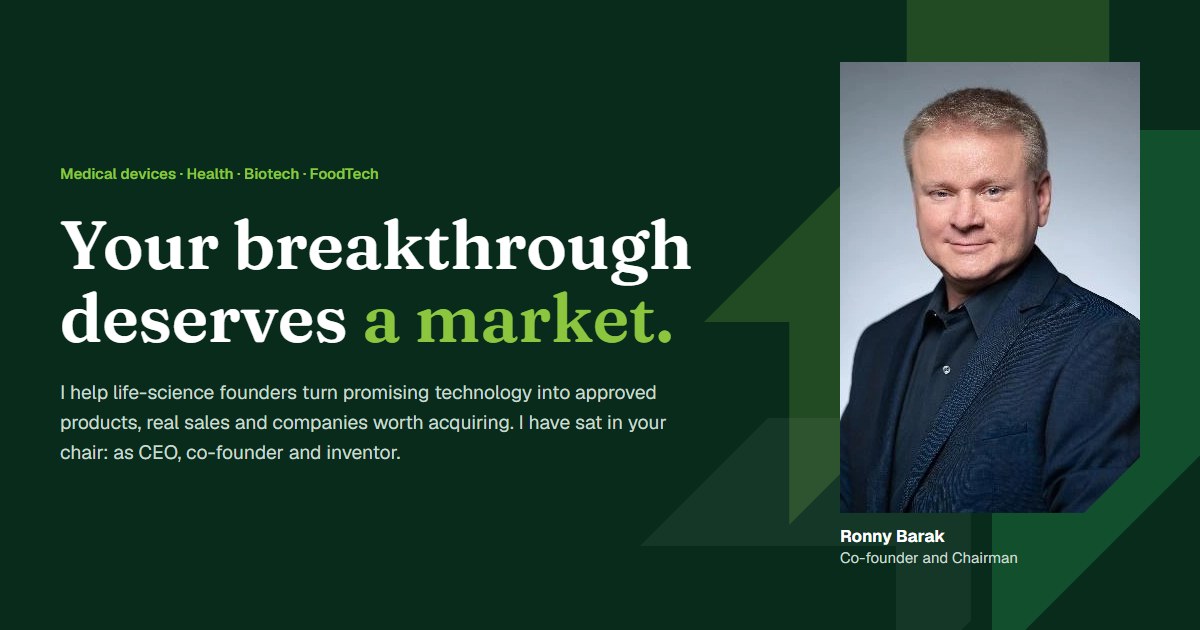 Medical devices · Health · Biotech · FoodTech
Your breakthrough
deserves a market.
I help life-science founders turn promising technology into approved
products, real sales and companies worth acquiring. I have sat in your
chair: as CEO, co-founder and inventor.
Ronny Barak
Co-founder and Chairman